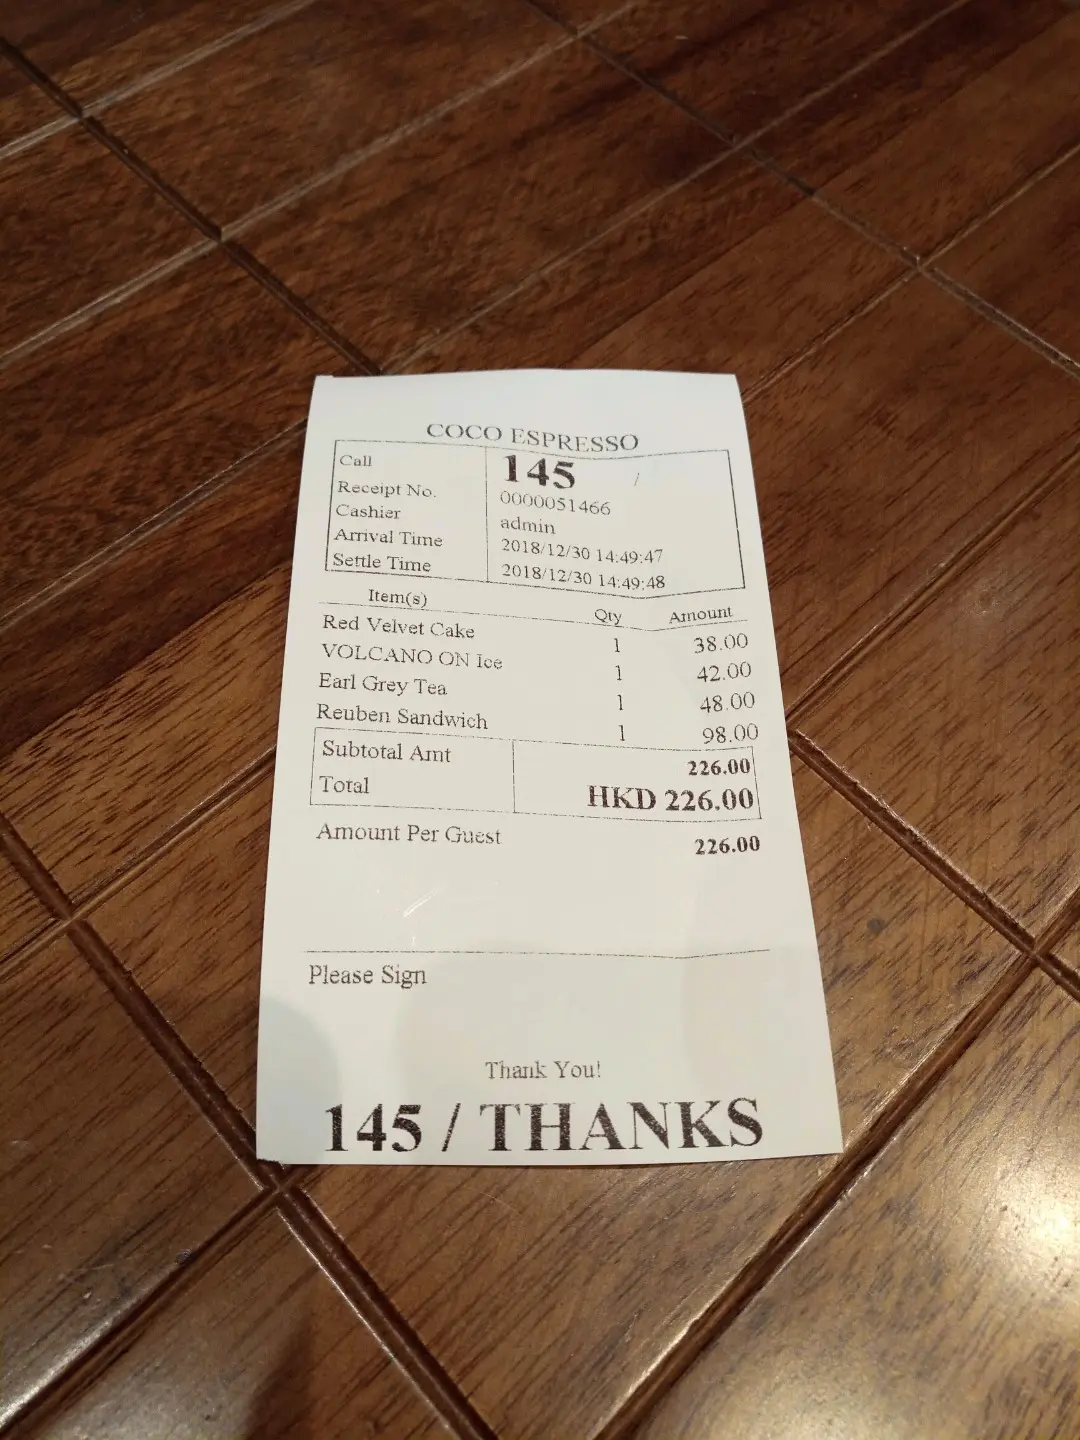 COCO ESPRESSO
Call 145 /
Receipt No. 0000051466
Cashier admin
Arrival Time 2018/12/30 14:49:47
Settle Time 2018/12/30 14:49:48
Item(s) Qty Amount
Red Velvet Cake 1 38.00
VOLCANO ON Ice 1 42.00
Earl Grey Tea 1 48.00
Reuben Sandwich 1 98.00
Subtotal Amt 226.00
Total HKD 226.00
Amount Per Guest 226.00
Please Sign
Thank You!
145 / THANKS